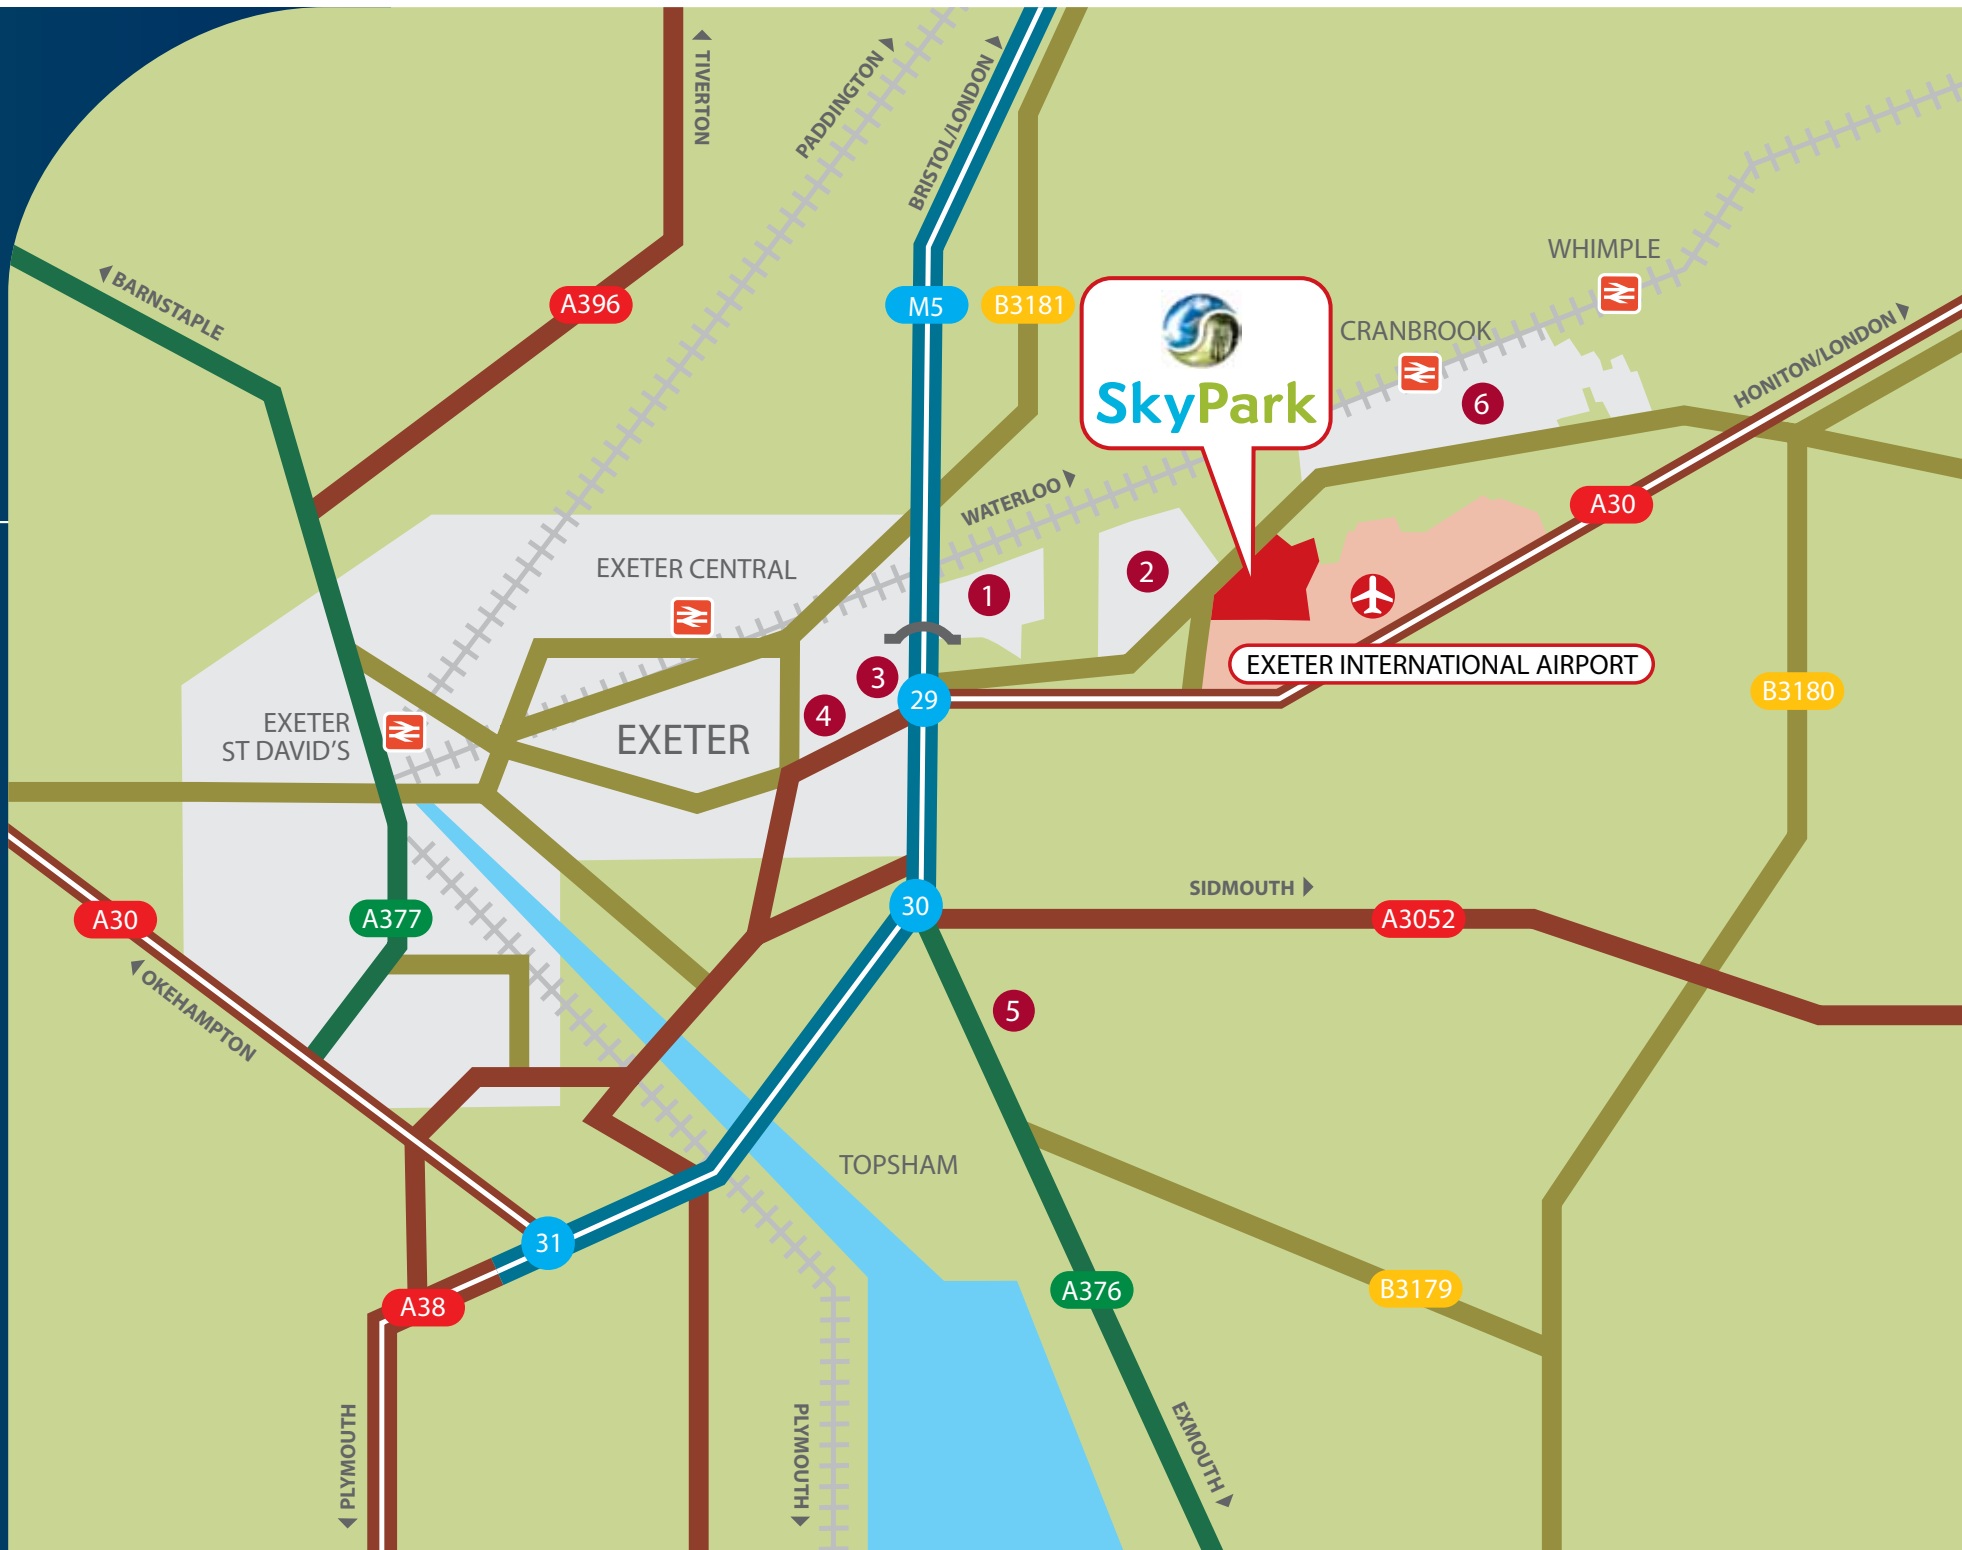 TIVERTON
PADDINGTON
BRISTOL/LONDON
BARNSTAPLE
A396
M5
B3181
WHIMPLE
CRANBROOK
HONITON/LONDON
SkyPark
6
WATERLOO
A30
EXETER CENTRAL
1
2
EXETER INTERNATIONAL AIRPORT
3
29
4
B3180
EXETER
ST DAVID'S
EXETER
SIDMOUTH
30
A30
A377
A3052
OKEHAMPTON
5
TOPSHAM
31
A38
A376
B3179
PLYMOUTH
PLYMOUTH
EXMOUTH